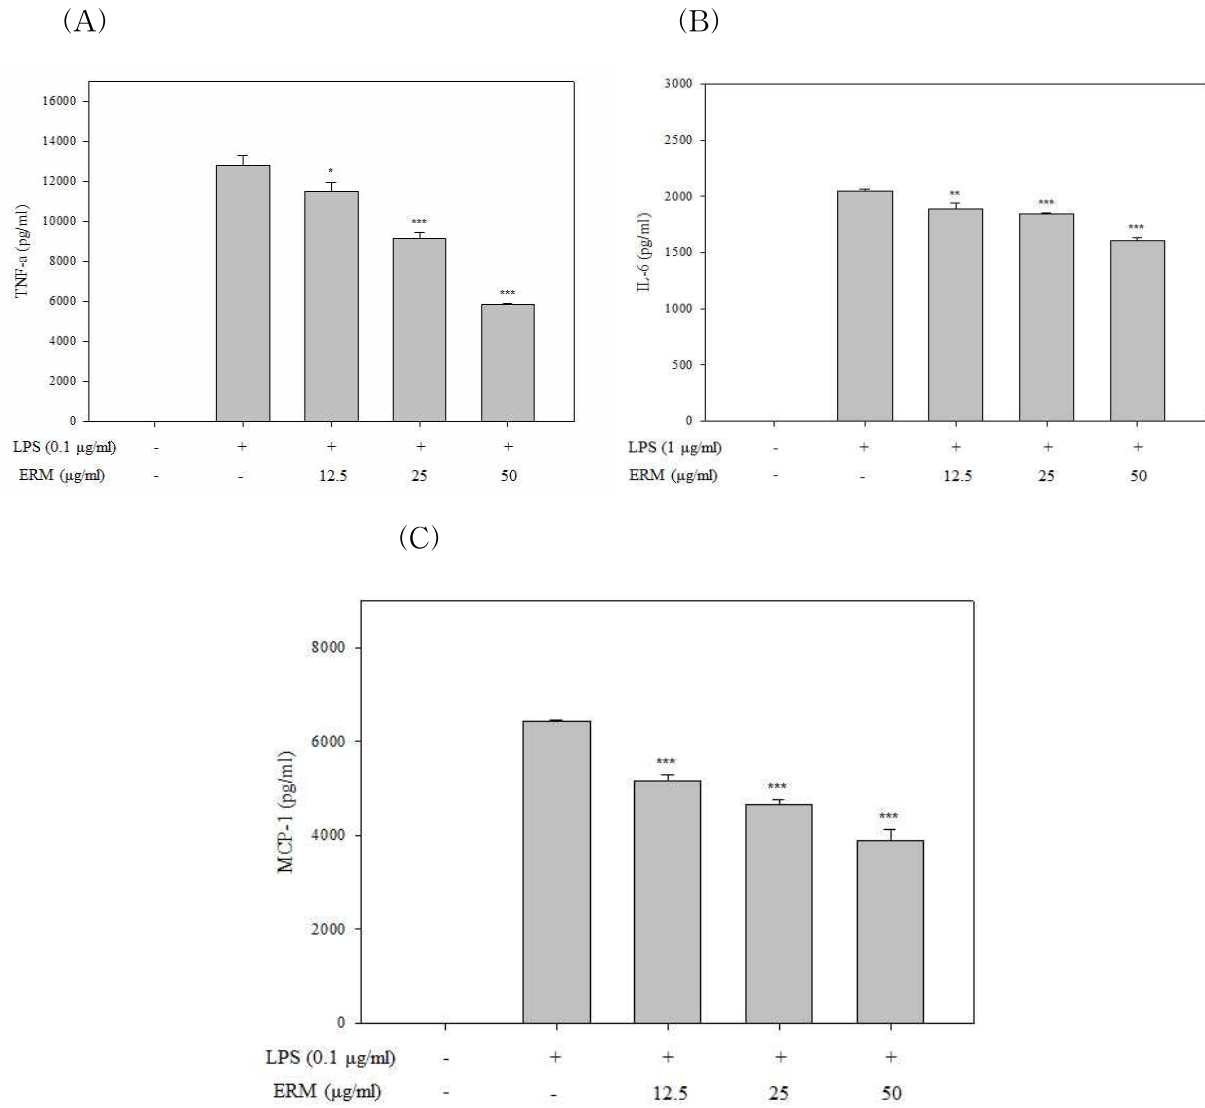 (A)
16000
14000
12000
10000
8000
6000
4000
2000
0
TNF-a (pg/ml)
*
***
***
LPS (0.1 µg/ml) - + + + +
ERM (µg/ml) - - 12.5 25 50
(B)
3000
2500
2000
1500
1000
500
0
IL-6 (pg/ml)
**
***
***
LPS (1 µg/ml) - + + + +
ERM (µg/ml) - - 12.5 25 50
(C)
8000
6000
4000
2000
0
MCP-1 (pg/ml)
***
***
***
LPS (0.1 µg/ml) - + + + +
ERM (µg/ml) - - 12.5 25 50